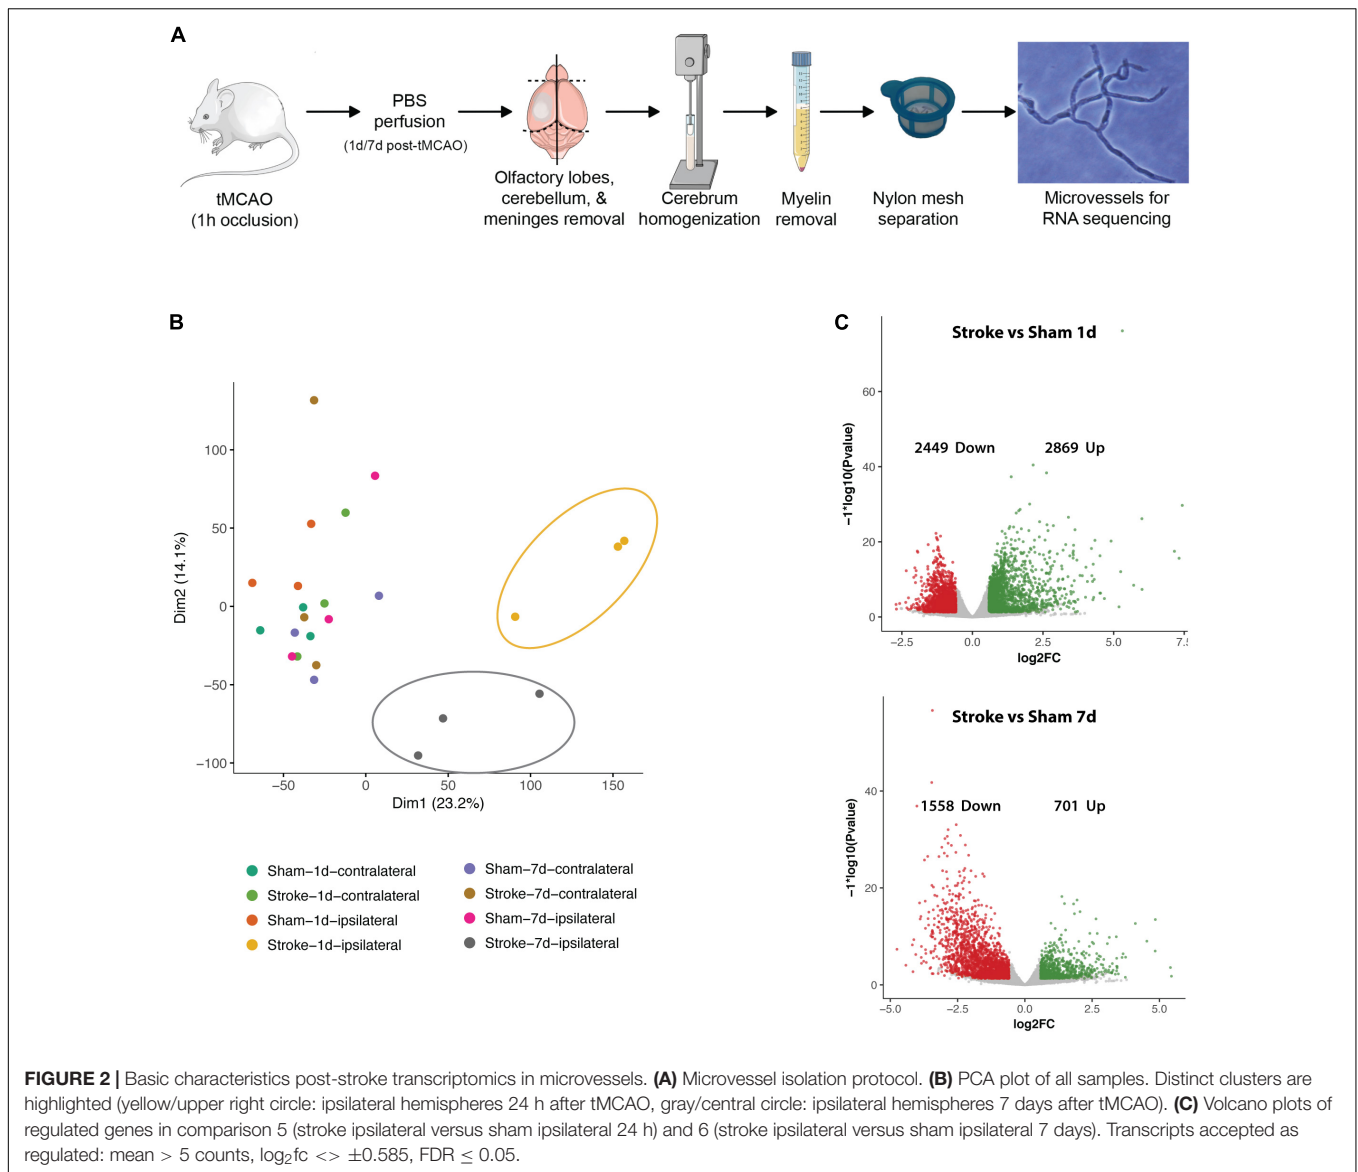 A
tMCAO
(1h occlusion)
PBS
perfusion
(1d/7d post-tMCAO)
Olfactory lobes,
cerebellum, &
meninges removal
Cerebrum
homogenization
Myelin
removal
Nylon mesh
separation
Microvessels for
RNA sequencing
B
100
50
0
−50
−100
Dim2 (14.1%)
−50
0
50
100
150
Dim1 (23.2%)
Sham−1d−contralateral
Stroke−1d−contralateral
Sham−1d−ipsilateral
Stroke−1d−ipsilateral
Sham−7d−contralateral
Stroke−7d−contralateral
Sham−7d−ipsilateral
Stroke−7d−ipsilateral
C
Stroke vs Sham 1d
2449 Down
2869 Up
60
40
20
0
−1*log10(Pvalue)
−2.5
0.0
2.5
5.0
log2FC
Stroke vs Sham 7d
1558 Down
701 Up
40
20
0
−1*log10(Pvalue)
−5.0
−2.5
0.0
2.5
5.0
log2FC
FIGURE 2 | Basic characteristics post-stroke transcriptomics in microvessels. (A) Microvessel isolation protocol. (B) PCA plot of all samples. Distinct clusters are
highlighted (yellow/upper right circle: ipsilateral hemispheres 24 h after tMCAO, gray/central circle: ipsilateral hemispheres 7 days after tMCAO). (C) Volcano plots of
regulated genes in comparison 5 (stroke ipsilateral versus sham ipsilateral 24 h) and 6 (stroke ipsilateral versus sham ipsilateral 7 days). Transcripts accepted as
regulated: mean > 5 counts, log₂fc <> ±0.585, FDR ≤ 0.05.